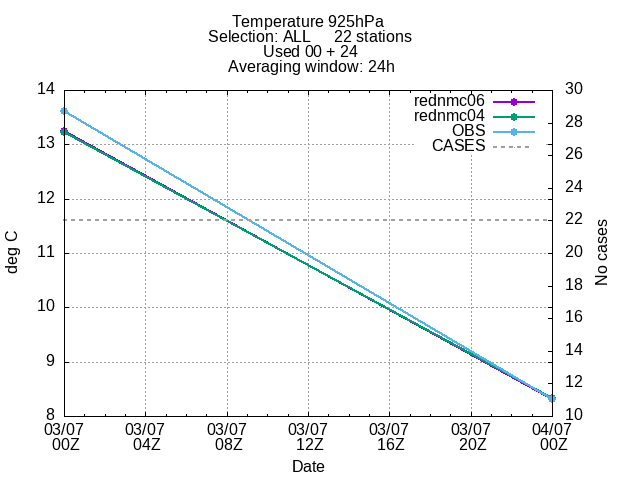 Temperature 925hPa
Selection: ALL 22 stations
Used 00 + 24
Averaging window: 24h
rednmc06
rednmc04
OBS
CASES
deg C
14
13
12
11
10
9
8
30
28
26
24
22
20
18
16
14
12
10
No cases
03/07 03/07 03/07 03/07 03/07 03/07 04/07
00Z 04Z 08Z 12Z 16Z 20Z 00Z
Date